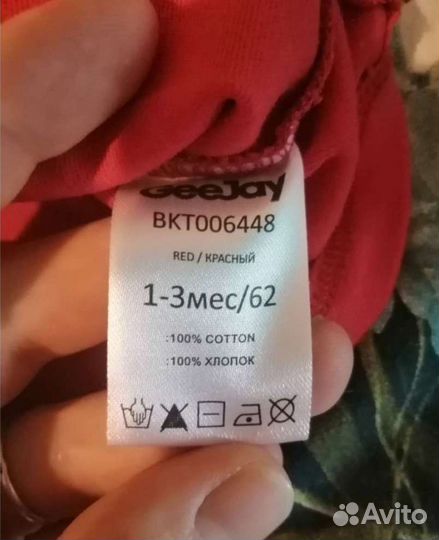 GeeJay
BKT006448
RED / КРАСНЫЙ
1-3мес/62
:100% COTTON
:100% ХЛОПОК
Avito